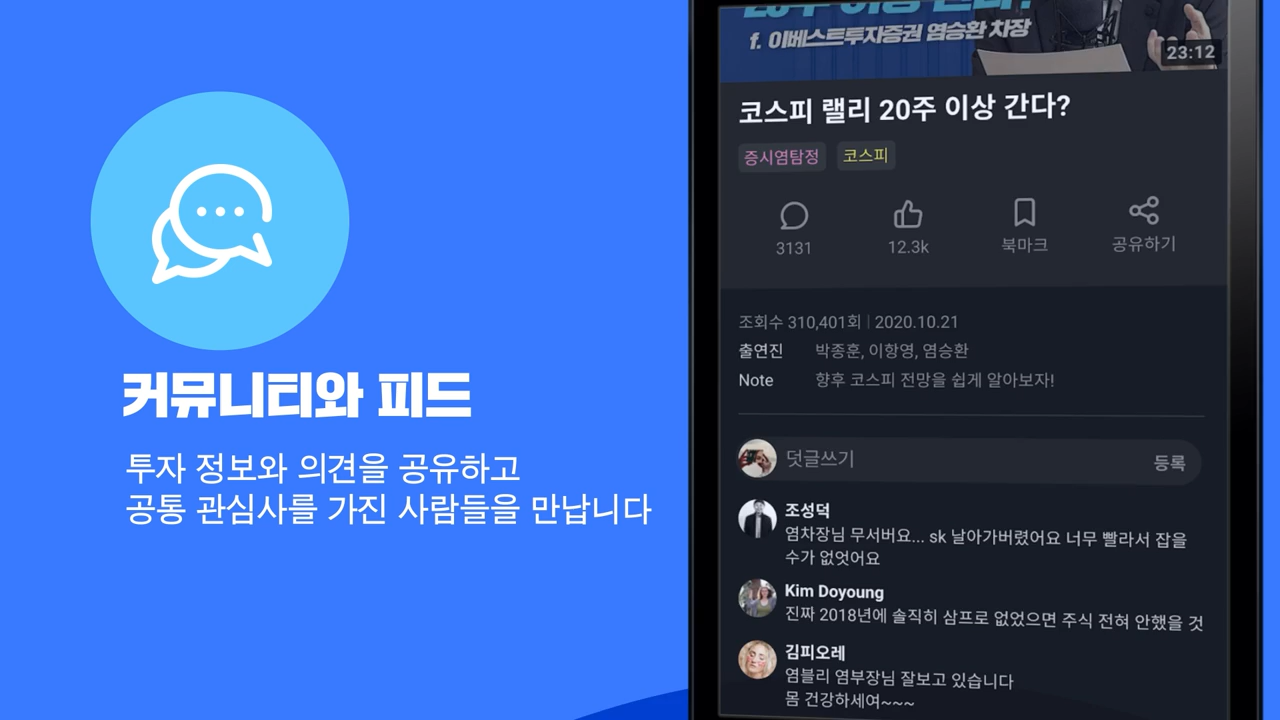 커뮤니티와 피드
투자 정보와 의견을 공유하고
공통 관심사를 가진 사람들을 만납니다
20주 이상 간다?
f. 이베스트투자증권 염승환 차장
23:12
코스피 랠리 20주 이상 간다?
증시염탐정 코스피
3131 12.3k 북마크 공유하기
조회수 310,401회 | 2020.10.21
출연진 박종훈, 이항영, 염승환
Note 향후 코스피 전망을 쉽게 알아보자!
덧글쓰기 등록
조성덕
염차장님 무서버요... sk 날아가버렸어요 너무 빨라서 잡을
수가 없엇어요
Kim Doyoung
진짜 2018년에 솔직히 삼프로 없었으면 주식 전혀 안했을 것
김피오레
염블리 염부장님 잘보고 있습니다
몸 건강하세여~~~